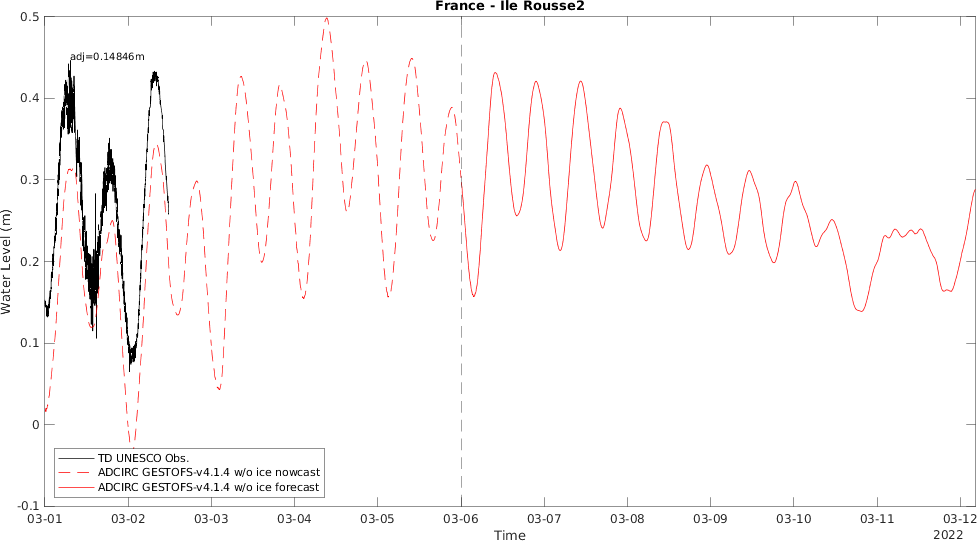 France - Ile Rousse2
adj=0.14846m
0.5
0.4
0.3
0.2
0.1
0
-0.1
Water Level (m)
TD UNESCO Obs.
ADCIRC GESTOFS-v4.1.4 w/o ice nowcast
ADCIRC GESTOFS-v4.1.4 w/o ice forecast
03-01 03-02 03-03 03-04 03-05 03-06 03-07 03-08 03-09 03-10 03-11 03-12
Time
2022